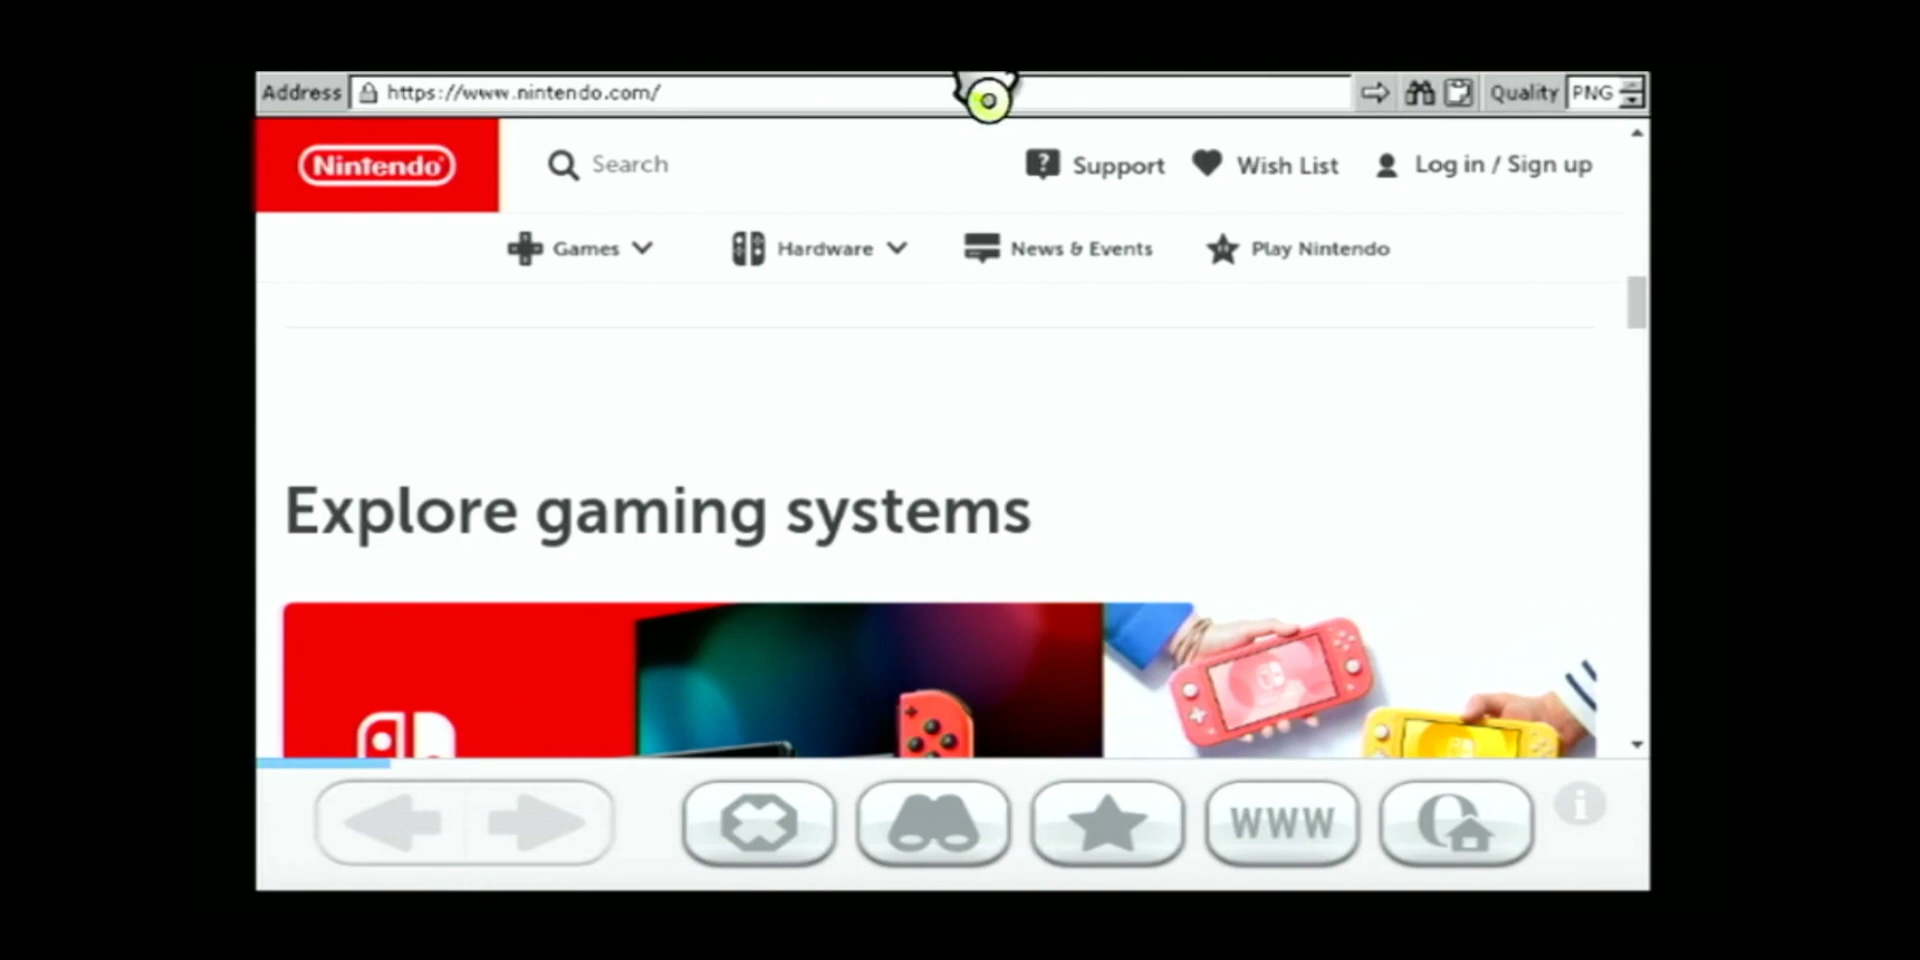 Address https://www.nintendo.com/ Quality PNG
Nintendo Search Support Wish List Log in / Sign up
Games Hardware News & Events Play Nintendo
Explore gaming systems
WWW